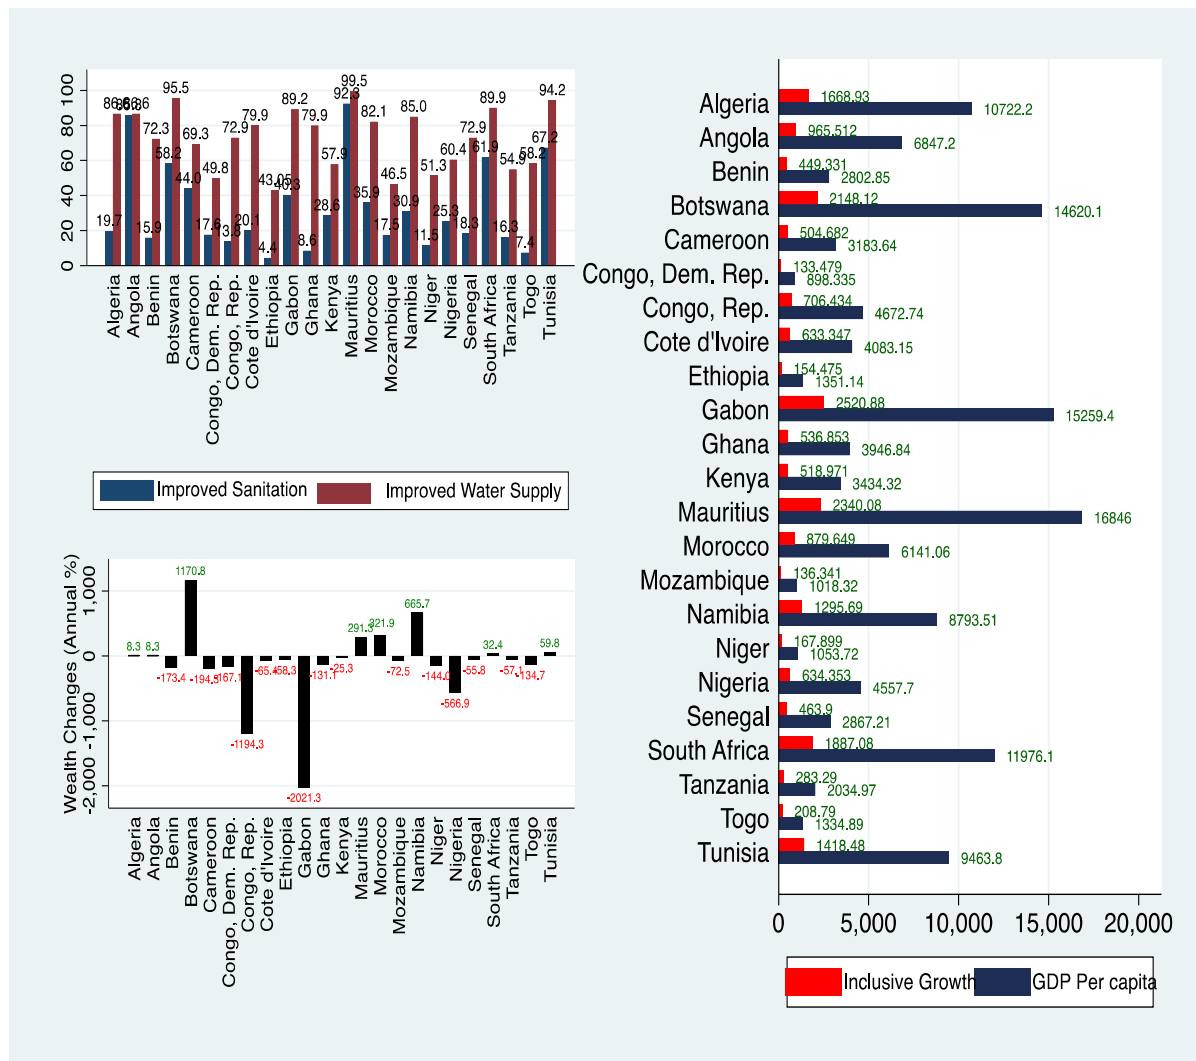 100
80
60
40
20
0
19.7
86.6
85.8
86.6
15.9
72.3
58.2
95.5
44.0
69.3
17.6
49.8
13.8
72.9
20.1
79.9
4.4
43.05
40.3
89.2
8.6
79.9
28.6
57.9
92.3
99.5
35.9
82.1
17.5
46.5
30.9
85.0
11.5
51.3
25.3
60.4
18.3
72.9
61.9
89.9
16.3
54.9
7.4
58.2
67.2
94.2
Algeria
Angola
Benin
Botswana
Cameroon
Congo, Dem. Rep.
Congo, Rep.
Cote d'Ivoire
Ethiopia
Gabon
Ghana
Kenya
Mauritius
Morocco
Mozambique
Namibia
Niger
Nigeria
Senegal
South Africa
Tanzania
Togo
Tunisia
Improved Sanitation
Improved Water Supply
Wealth Changes (Annual %)
1,000
0
-1,000
-2,000
8.3
8.3
-173.4
1170.8
-194.5
-167.1
-1194.3
-65.4
-58.3
-2021.3
-131.1
-25.3
291.3
321.9
-72.5
665.7
-144.0
-566.9
-55.8
32.4
-57.1
-134.7
59.8
Algeria
Angola
Benin
Botswana
Cameroon
Congo, Dem. Rep.
Congo, Rep.
Cote d'Ivoire
Ethiopia
Gabon
Ghana
Kenya
Mauritius
Morocco
Mozambique
Namibia
Niger
Nigeria
Senegal
South Africa
Tanzania
Togo
Tunisia
Algeria 1668.93
10722.2
Angola 965.512
6847.2
Benin 449.331
2802.85
Botswana 2148.12
14620.1
Cameroon 504.682
3183.64
Congo, Dem. Rep. 133.479
898.335
Congo, Rep. 706.434
4672.74
Cote d'Ivoire 633.347
4083.15
Ethiopia 154.475
1351.14
Gabon 2520.88
15259.4
Ghana 536.853
3946.84
Kenya 518.971
3434.32
Mauritius 2340.08
16846
Morocco 879.649
6141.06
Mozambique 136.341
1018.32
Namibia 1295.69
8793.51
Niger 167.899
1053.72
Nigeria 634.353
4557.7
Senegal 463.9
2867.21
South Africa 1887.08
11976.1
Tanzania 283.29
2034.97
Togo 208.79
1334.89
Tunisia 1418.48
9463.8
0 5,000 10,000 15,000 20,000
Inclusive Growth
GDP Per capita